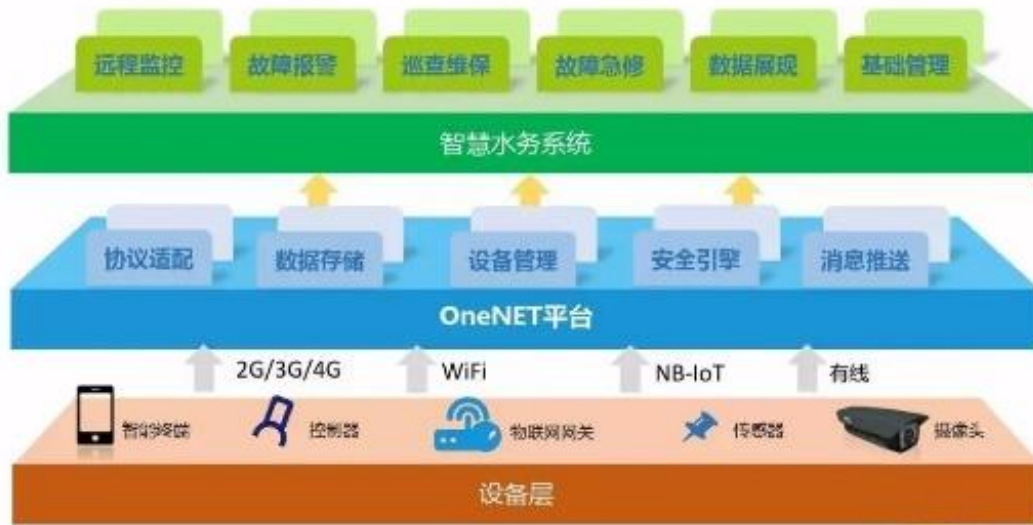 远程监控 故障报警 巡查维保 故障急修 数据展现 基础管理
智慧水务系统
协议适配 数据存储 设备管理 安全引擎 消息推送
OneNET平台
2G/3G/4G WiFi NB-IoT 有线
智能终端 控制器 物联网网关 传感器 摄像头
设备层